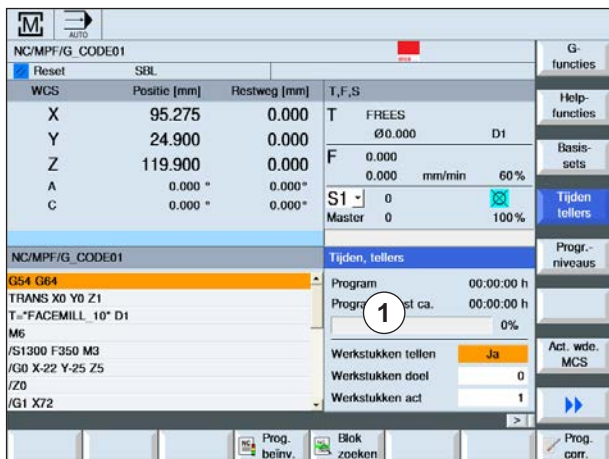 M
AUTO
NC/MPF/G_CODE01
Reset SBL
WCS Positie [mm] Restweg [mm]
X 95.275 0.000
Y 24.900 0.000
Z 119.900 0.000
A 0.000 ° 0.000°
C 0.000 ° 0.000°
T,F,S
T FREES
Ø0.000 D1
F 0.000
0.000 mm/min 60%
S1 0
Master 0 100%
NC/MPF/G_CODE01
G54 G64
TRANS X0 Y0 Z1
T="FACEMILL_10" D1
M6
/S1300 F350 M3
/G0 X-22 Y-25 Z5
/Z0
/G1 X72
Tijden, tellers
Program 00:00:00 h
1
ca. 00:00:00 h
0%
Werkstukken tellen Ja
Werkstukken doel 0
Werkstukken act 1
>
G-
functies
Help-
functies
Basis-
sets
Tijden
tellers
Progr.-
niveaus
Act. wde.
MCS
NC Prog.
beïnv.
NC Blok
zoeken
Prog.
corr.